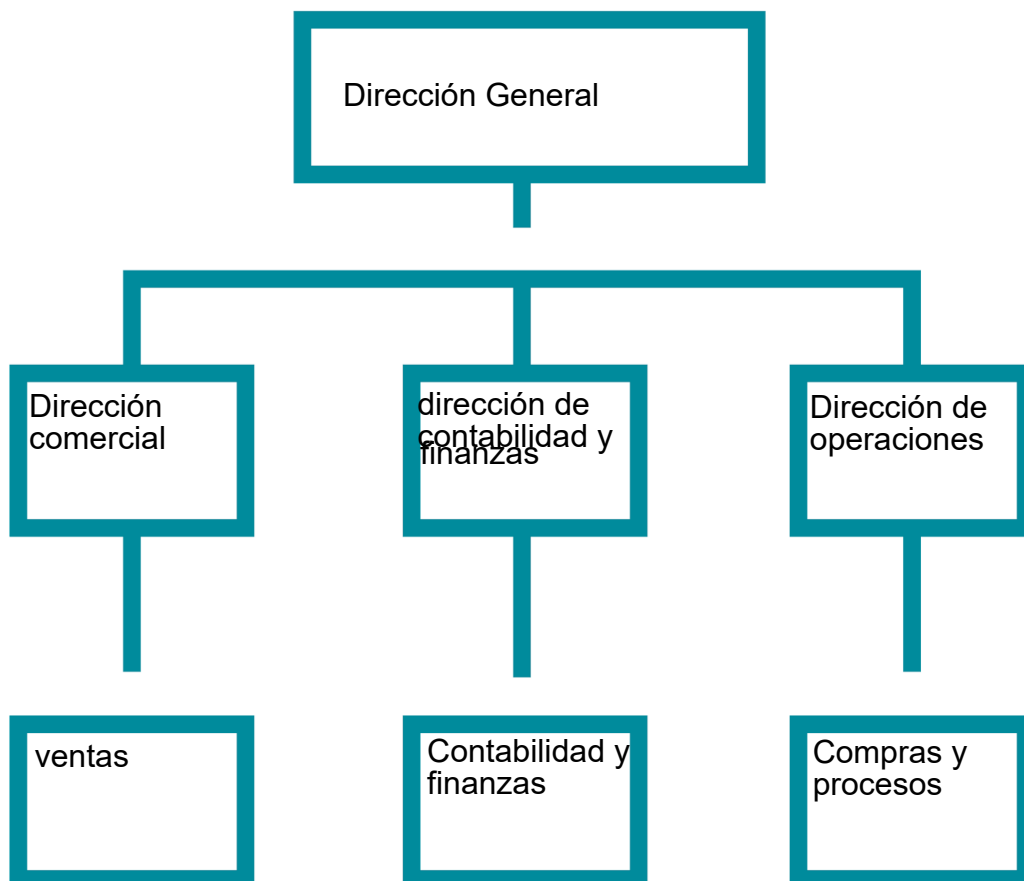 Dirección General
Dirección
comercial
dirección de
contabilidad y
finanzas
Dirección de
operaciones
ventas
Contabilidad y
finanzas
Compras y
procesos